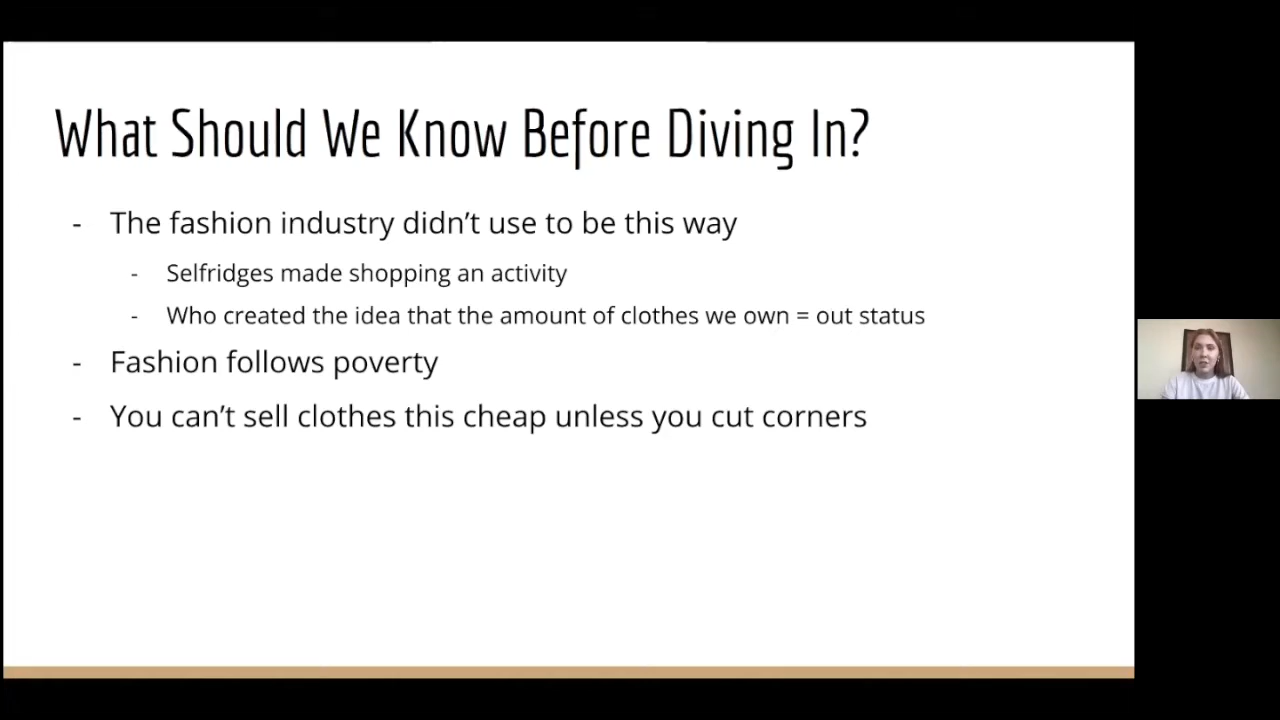 What Should We Know Before Diving In?
- The fashion industry didn’t use to be this way
- Selfridges made shopping an activity
- Who created the idea that the amount of clothes we own = out status
- Fashion follows poverty
- You can’t sell clothes this cheap unless you cut corners